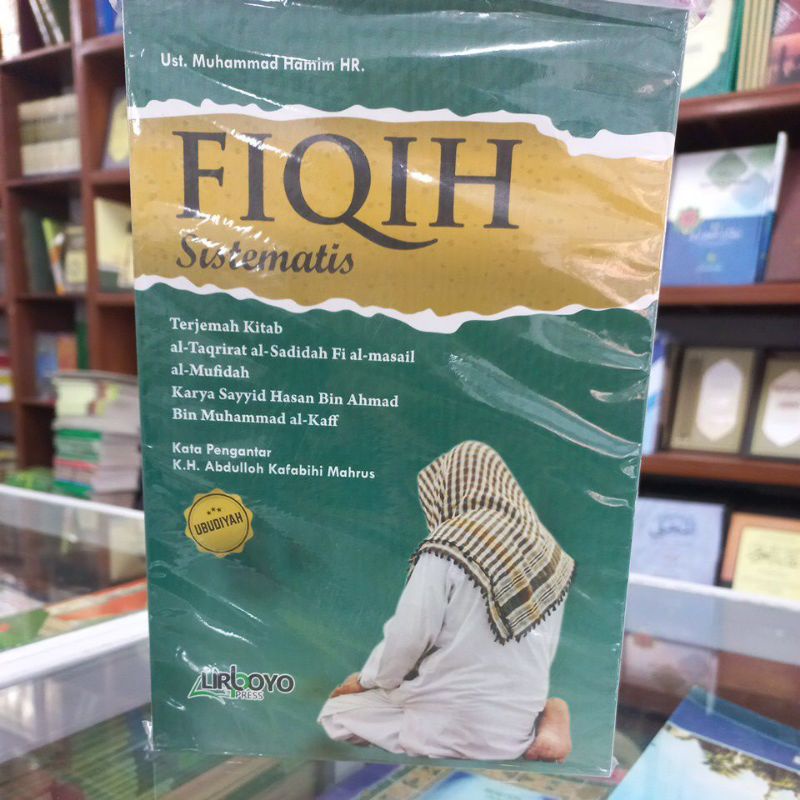 Ust. Muhammad Hamim HR.
FIQIH
Sistematis
Terjemah Kitab
al-Taqrirat al-Sadidah Fi al-masail
al-Mufidah
Karya Sayyid Hasan Bin Ahmad
Bin Muhammad al-Kaff
Kata Pengantar
K.H. Abdulloh Kafabihi Mahrus
UBUDIYAH
LIRBOYO
PRESS